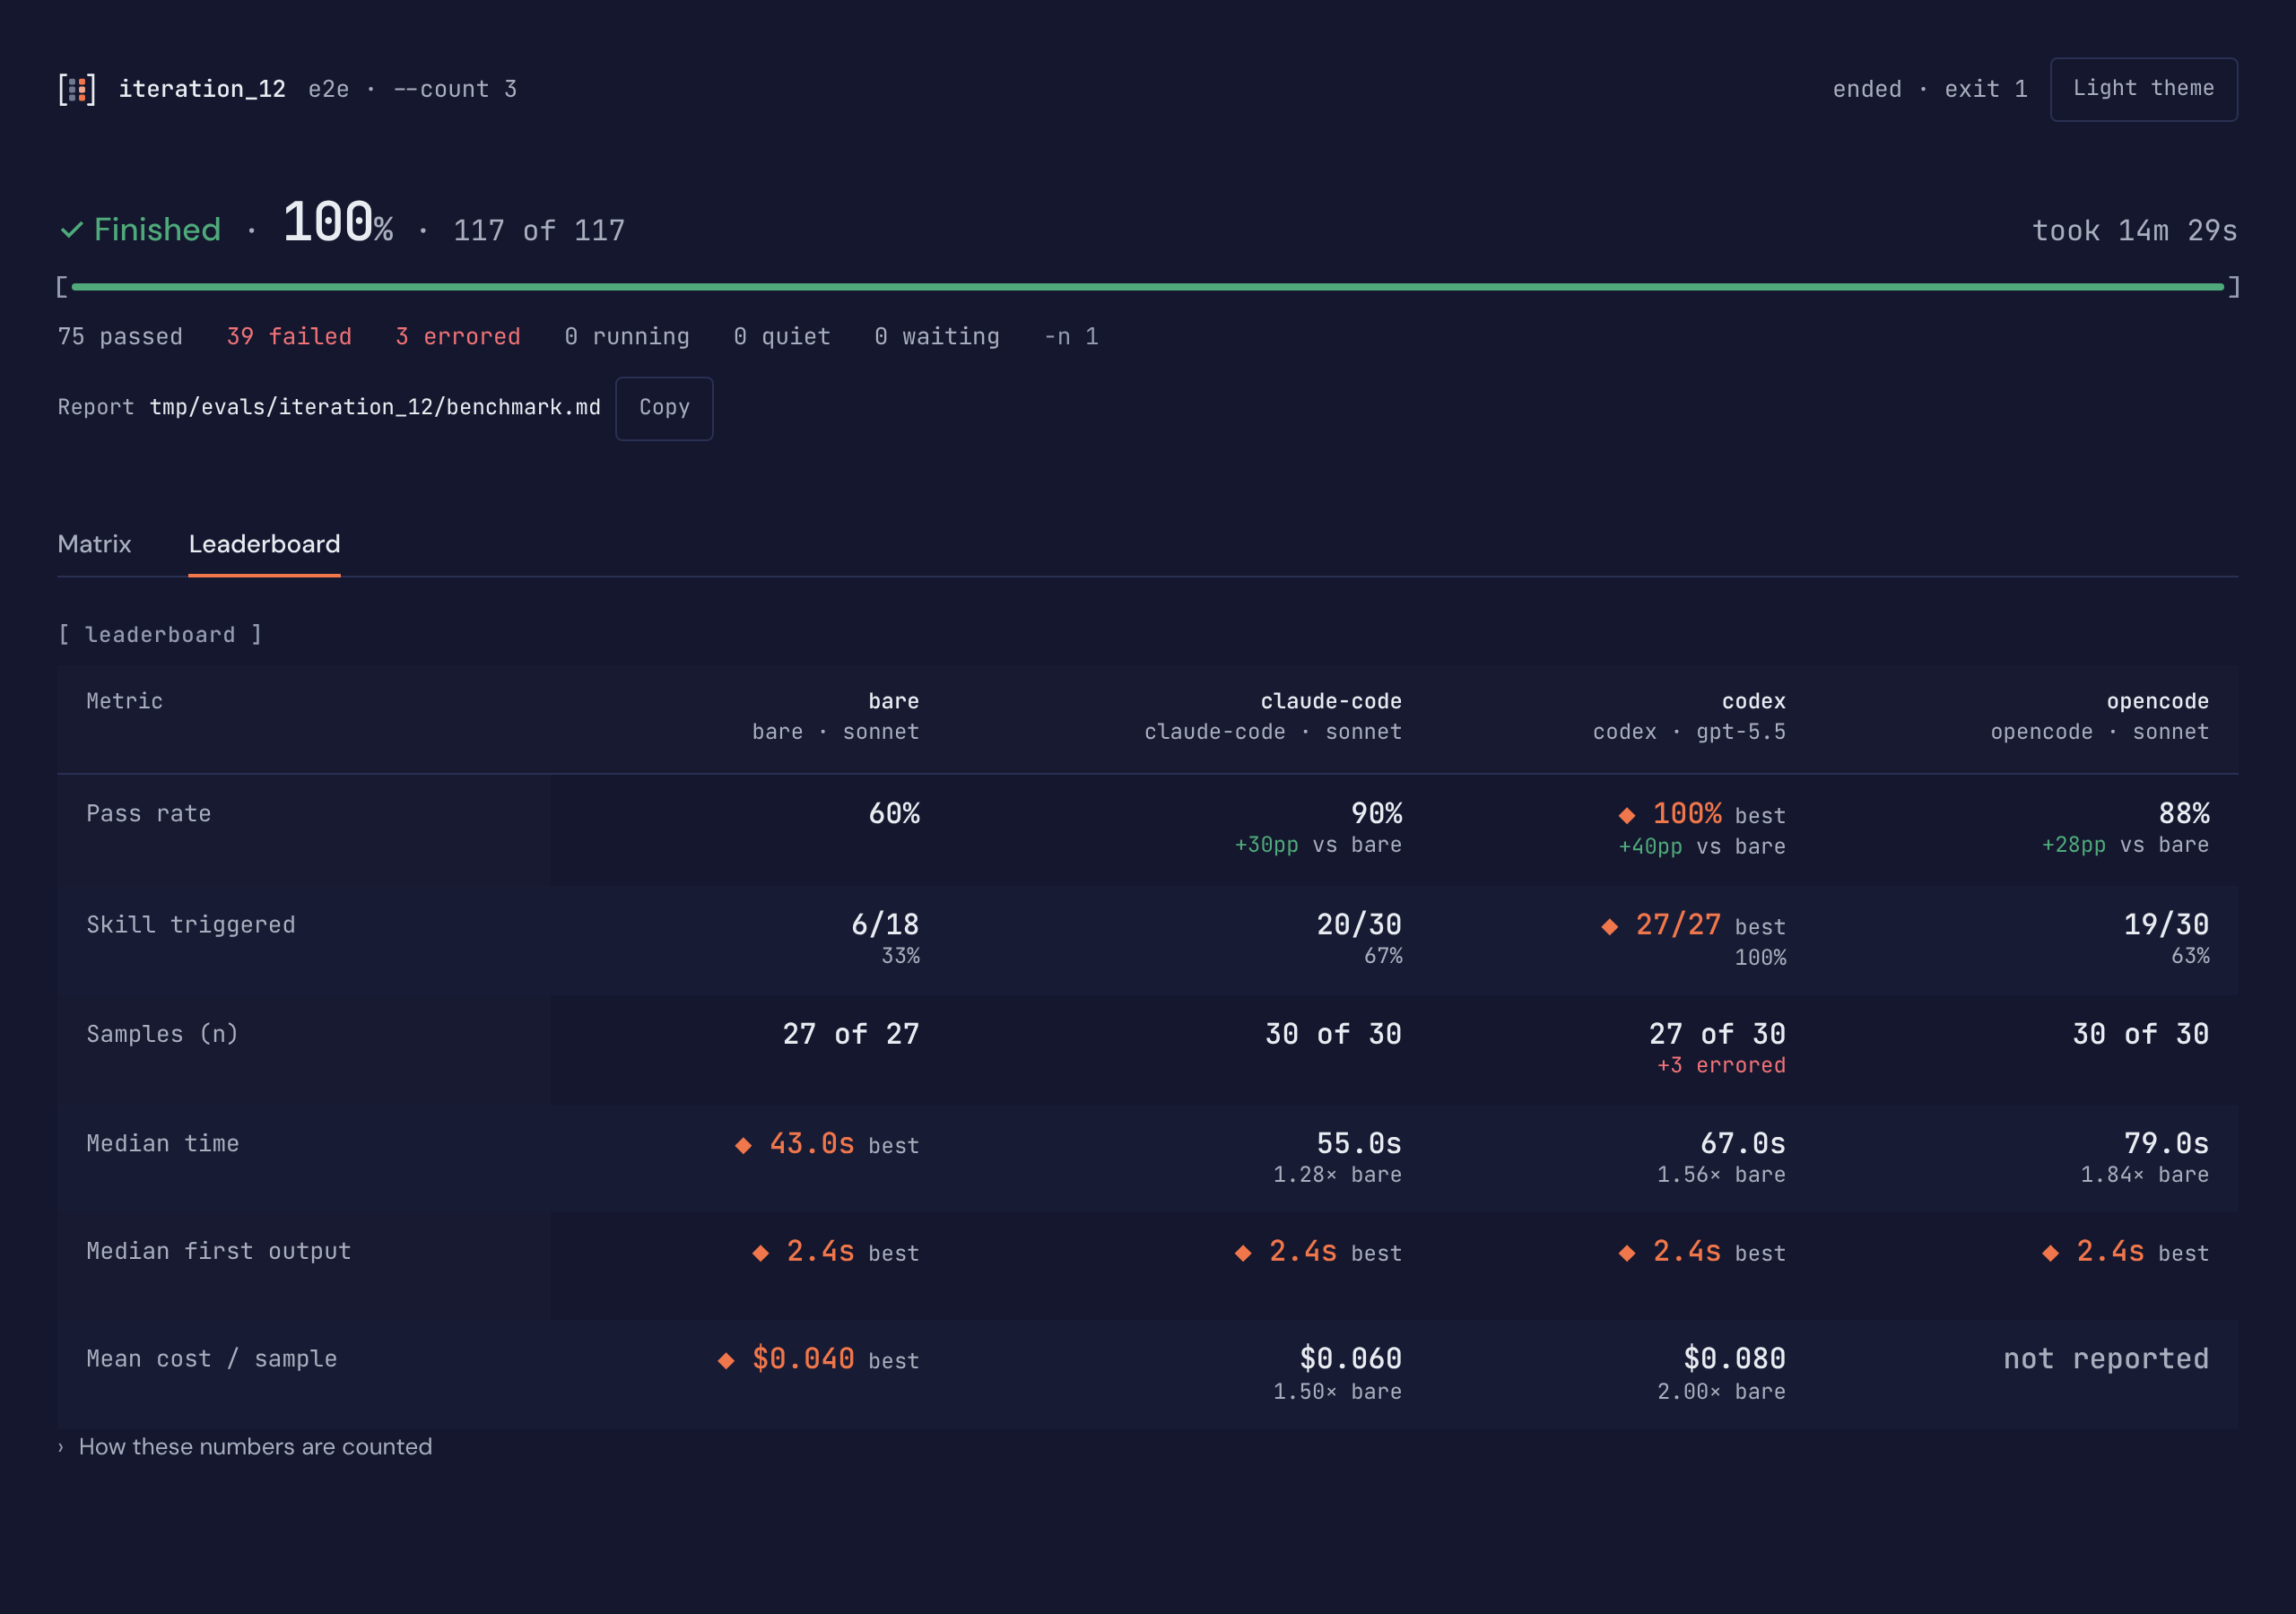 iteration_12 e2e · --count 3
ended · exit 1 Light theme
✓ Finished · 100% · 117 of 117
took 14m 29s
[ ]
75 passed 39 failed 3 errored 0 running 0 quiet 0 waiting -n 1
Report tmp/evals/iteration_12/benchmark.md Copy
Matrix Leaderboard
[ leaderboard ]
Metric bare claude-code codex opencode
bare · sonnet claude-code · sonnet codex · gpt-5.5 opencode · sonnet
Pass rate 60% 90% ◆ 100% best 88%
+30pp vs bare +40pp vs bare +28pp vs bare
Skill triggered 6/18 20/30 ◆ 27/27 best 19/30
33% 67% 100% 63%
Samples (n) 27 of 27 30 of 30 27 of 30 30 of 30
+3 errored
Median time ◆ 43.0s best 55.0s 67.0s 79.0s
1.28× bare 1.56× bare 1.84× bare
Median first output ◆ 2.4s best ◆ 2.4s best ◆ 2.4s best ◆ 2.4s best
Mean cost / sample ◆ $0.040 best $0.060 $0.080 not reported
1.50× bare 2.00× bare
› How these numbers are counted